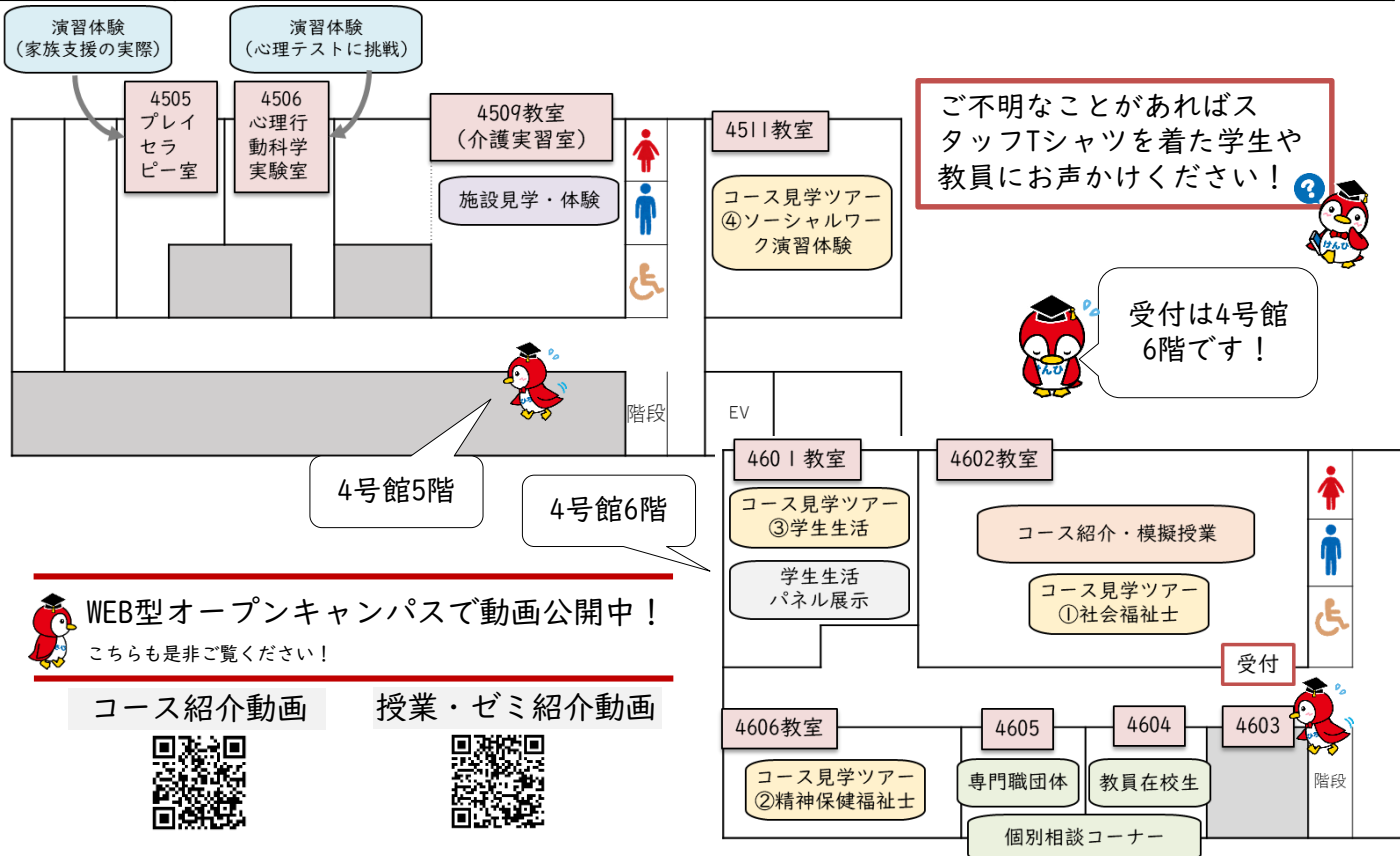 演習体験
(家族支援の実際)
演習体験
(心理テストに挑戦)
4505
プレイ
セラ
ピー室
4506
心理行
動科学
実験室
4509教室
(介護実習室)
施設見学・体験
4511教室
コース見学ツアー
④ソーシャルワー
ク演習体験
ご不明なことがあればス
タッフTシャツを着た学生や
教員にお声かけください！
?
けんひ
受付は4号館
6階です！
けんひ
階段
EV
4号館5階
4号館6階
4601教室
コース見学ツアー
③学生生活
学生生活
パネル展示
4602教室
コース紹介・模擬授業
コース見学ツアー
①社会福祉士
受付
WEB型オープンキャンパスで動画公開中！
こちらも是非ご覧ください！
コース紹介動画
授業・ゼミ紹介動画
4606教室
コース見学ツアー
②精神保健福祉士
4605
専門職団体
4604
教員在校生
個別相談コーナー
4603
階段